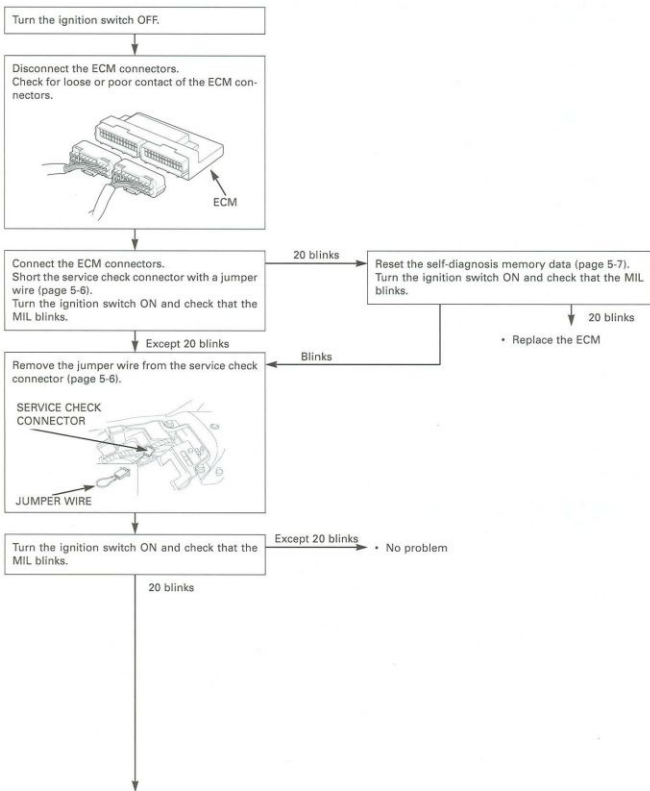 Turn the ignition switch OFF.
Disconnect the ECM connectors.
Check for loose or poor contact of the ECM con-
nectors.
ECM
Connect the ECM connectors.
Short the service check connector with a jumper
wire (page 5-6).
Turn the ignition switch ON and check that the
MIL blinks.
20 blinks
Reset the self-diagnosis memory data (page 5-7).
Turn the ignition switch ON and check that the MIL
blinks.
20 blinks
• Replace the ECM
Except 20 blinks
Blinks
Remove the jumper wire from the service check
connector (page 5-6).
SERVICE CHECK
CONNECTOR
JUMPER WIRE
Turn the ignition switch ON and check that the
MIL blinks.
Except 20 blinks
• No problem
20 blinks